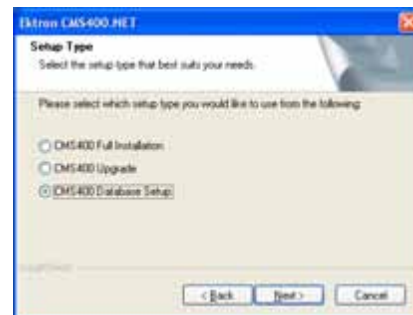 Ektron CMS400.NET
Setup Type
Select the setup type that best suits your needs.
Please select which setup type you would like to use from the following:
CMS400 Full Installation
CMS400 Upgrade
CMS400 Database Setup
< Back
Next >
Cancel